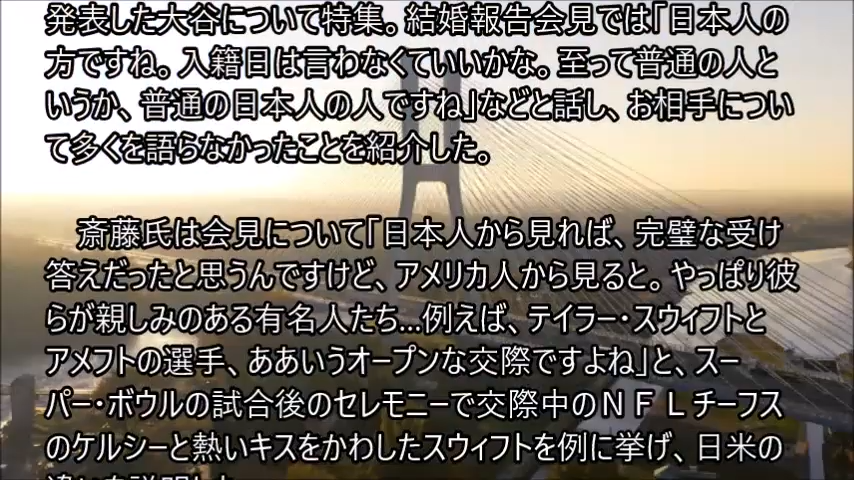 発表した大谷について特集。結婚報告会見では「日本人の
方ですね。入籍日は言わなくていいかな。至って普通の人と
いうか、普通の日本人の人ですね」などと話し、お相手につい
て多くを語らなかったことを紹介した。
斎藤氏は会見について「日本人から見れば、完璧な受け
答えだったと思うんですけど、アメリカ人から見ると。やっぱり彼
らが親しみのある有名人たち...例えば、テイラー・スウィフトと
アメフトの選手、ああいうオープンな交際ですよね」と、スー
パー・ボウルの試合後のセレモニーで交際中のＮＦＬチーフス
のケルシーと熱いキスをかわしたスウィフトを例に挙げ、日米の